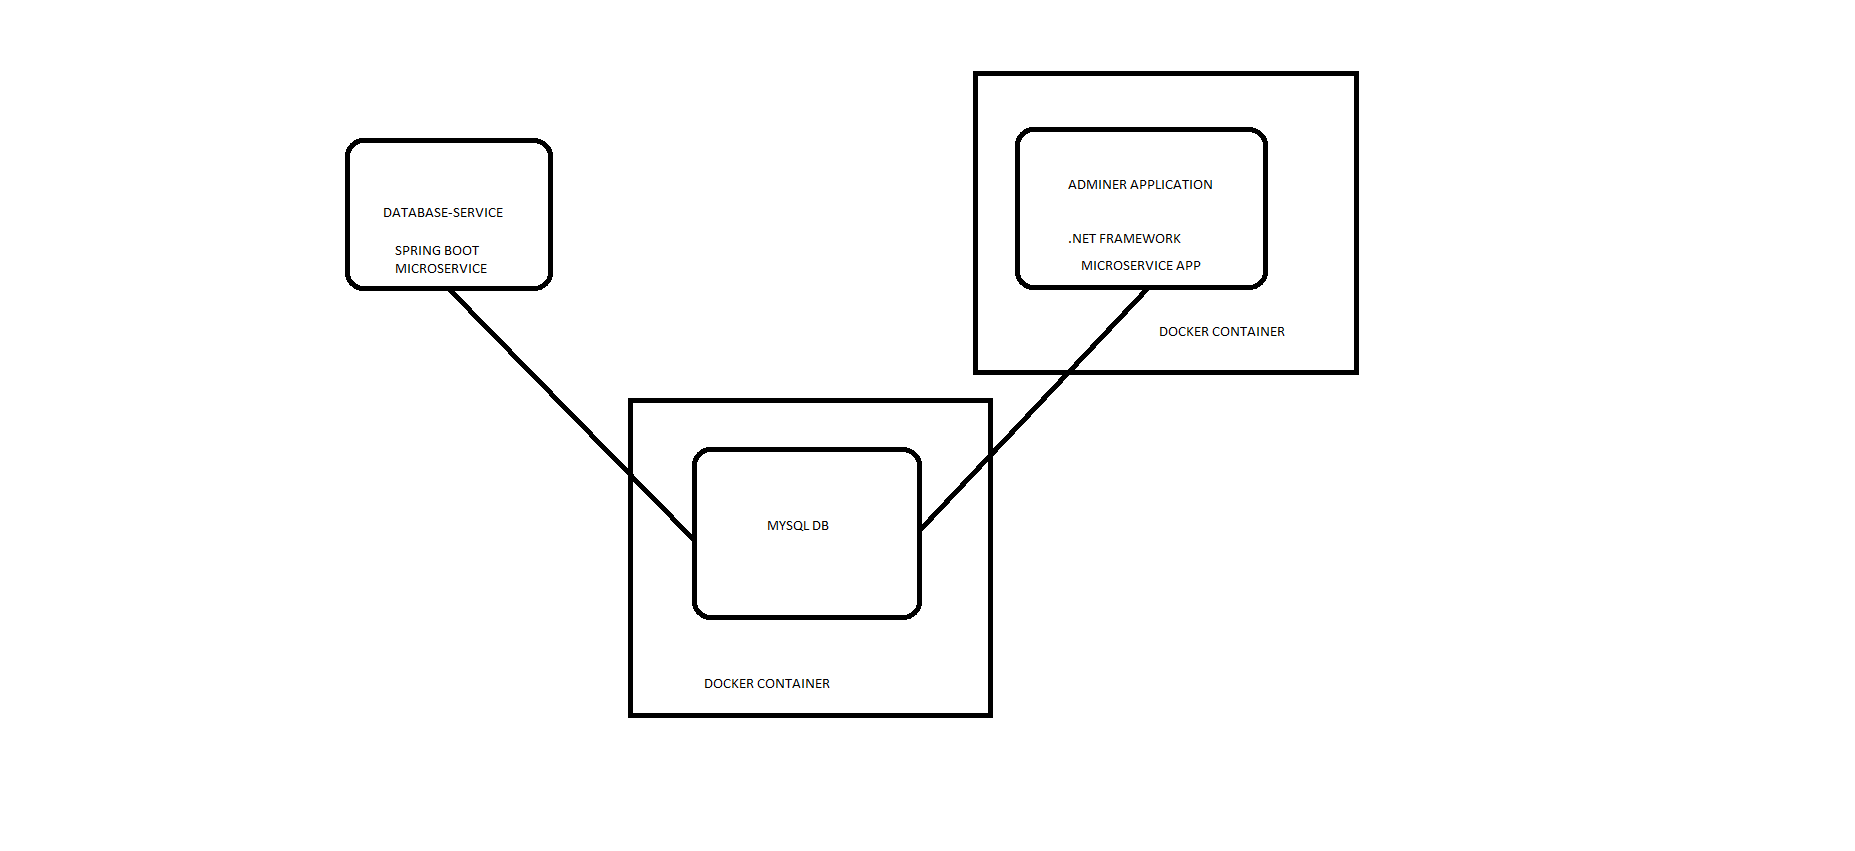 DATABASE-SERVICE
SPRING BOOT
MICROSERVICE
ADMINER APPLICATION
.NET FRAMEWORK
MICROSERVICE APP
DOCKER CONTAINER
MYSQL DB
DOCKER CONTAINER